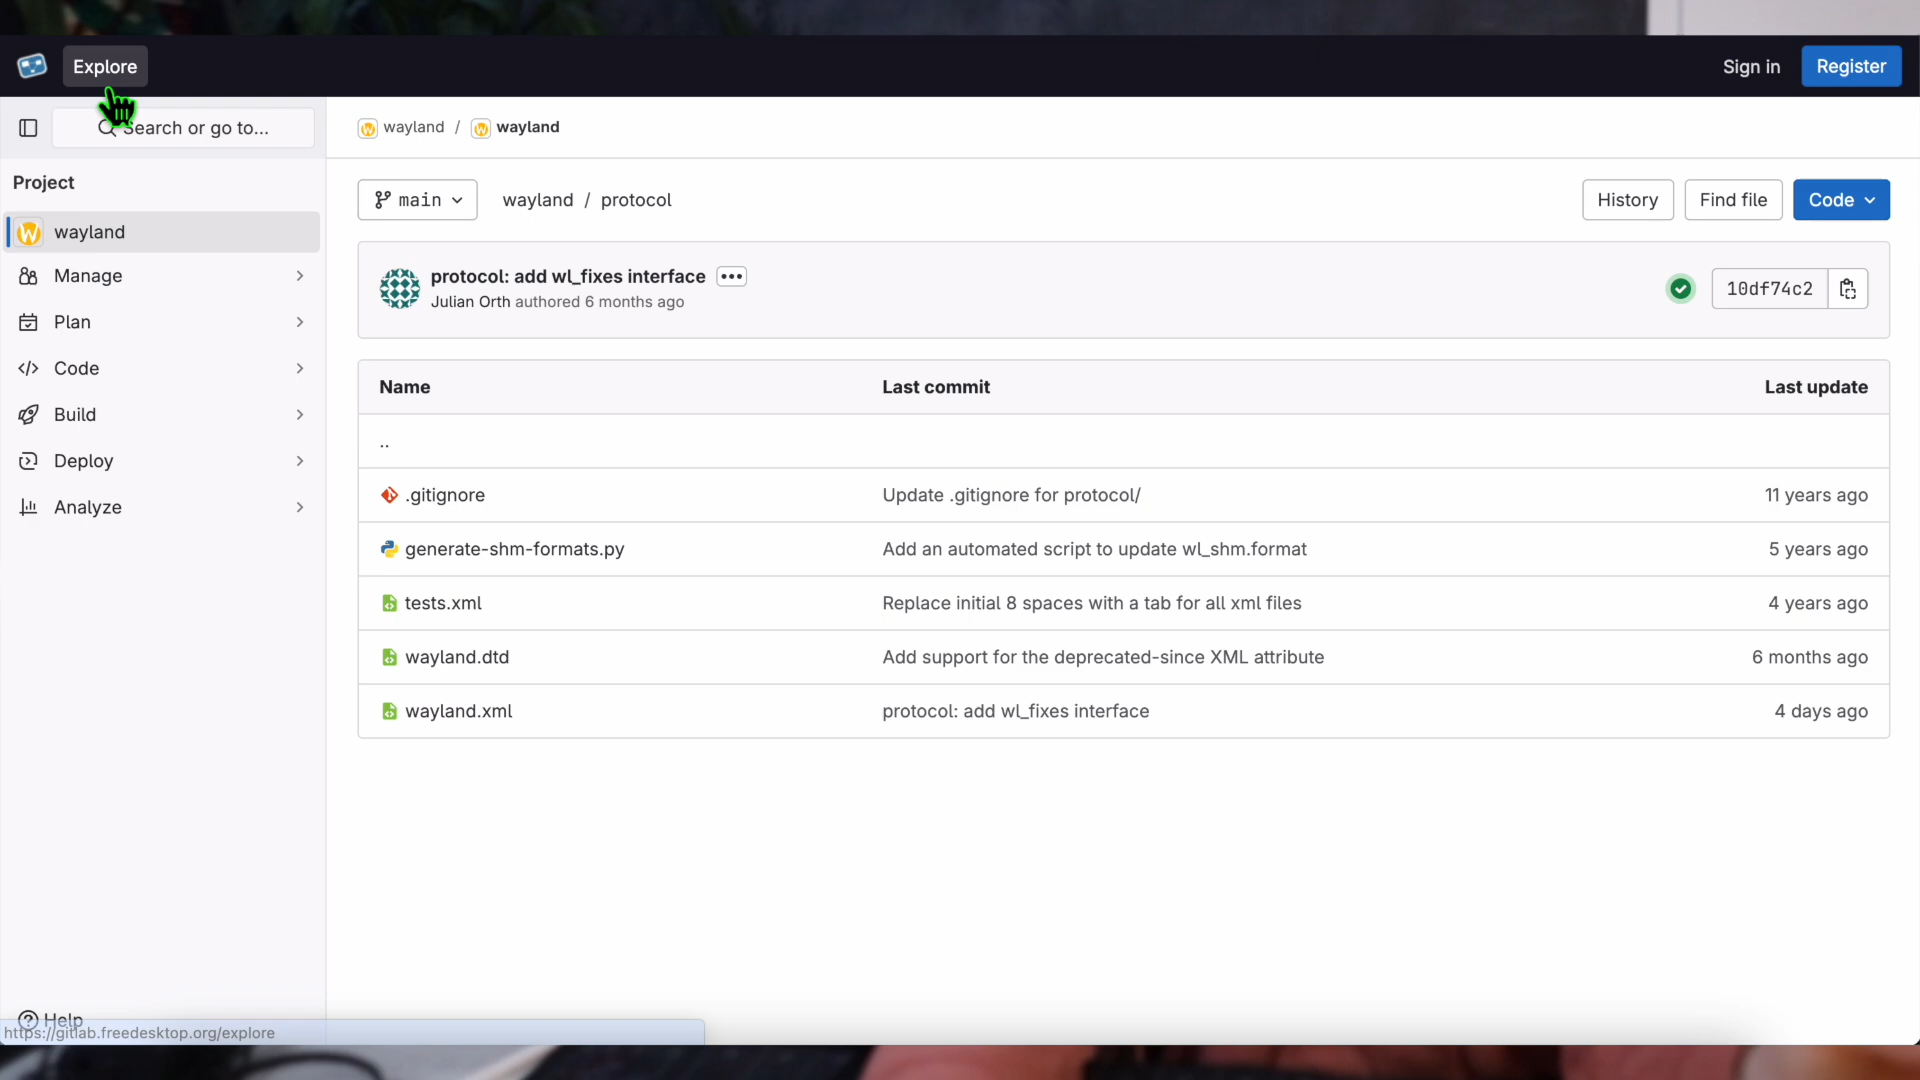 Explore
Sign in
Register
Search or go to...
wayland / wayland
Project
main
wayland / protocol
History
Find file
Code
wayland
Manage
Plan
Code
Build
Deploy
Analyze
protocol: add wl_fixes interface
Julian Orth authored 6 months ago
10df74c2
Name
Last commit
Last update
..
.gitignore
Update .gitignore for protocol/
11 years ago
generate-shm-formats.py
Add an automated script to update wl_shm.format
5 years ago
tests.xml
Replace initial 8 spaces with a tab for all xml files
4 years ago
wayland.dtd
Add support for the deprecated-since XML attribute
6 months ago
wayland.xml
protocol: add wl_fixes interface
4 days ago
Help
https://gitlab.freedesktop.org/explore